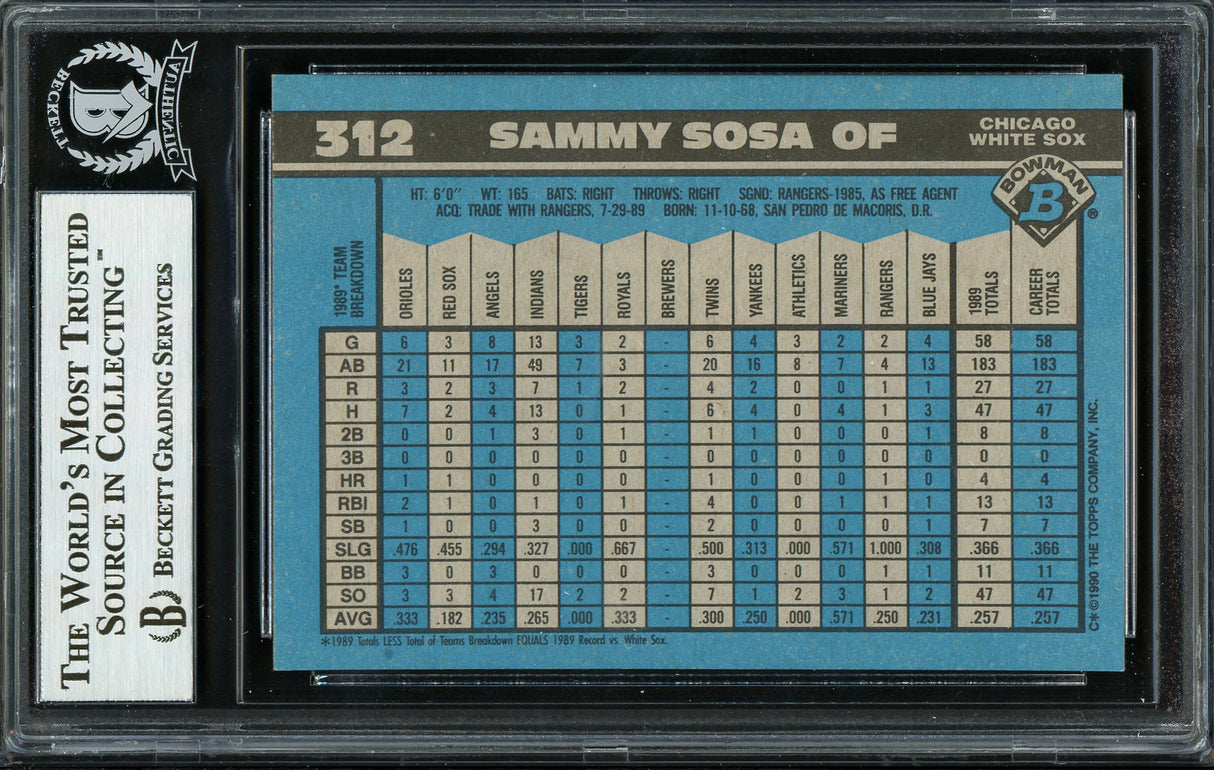 BECKETT
AUTHENTIC
B
THE WORLD'S MOST TRUSTED
SOURCE IN COLLECTING™
B BECKETT GRADING SERVICES
312 SAMMY SOSA OF CHICAGO WHITE SOX
BOWMAN
B ®
HT: 6'0" WT: 165 BATS: RIGHT THROWS: RIGHT SGND: RANGERS-1985, AS FREE AGENT
ACQ: TRADE WITH RANGERS, 7-29-89 BORN: 11-10-68, SAN PEDRO DE MACORIS, D.R.
1989* TEAM BREAKDOWN ORIOLES RED SOX ANGELS INDIANS TIGERS ROYALS BREWERS TWINS YANKEES ATHLETICS MARINERS RANGERS BLUE JAYS 1989 TOTALS CAREER TOTALS
G 6 3 8 13 3 2 - 6 4 3 2 2 4 58 58
AB 21 11 17 49 7 3 - 20 16 8 7 4 13 183 183
R 3 2 3 7 1 2 - 4 2 0 0 1 1 27 27
H 7 2 4 13 0 1 - 6 4 0 4 1 3 47 47
2B 0 0 1 3 0 1 - 1 1 0 0 0 1 8 8
3B 0 0 0 0 0 0 - 0 0 0 0 0 0 0 0
HR 1 1 0 0 0 0 - 1 0 0 0 1 0 4 4
RBI 2 1 0 1 0 1 - 4 0 0 1 1 1 13 13
SB 1 0 0 3 0 0 - 2 0 0 0 0 0 7 7
SLG .476 .455 .294 .327 .000 .667 - .500 .313 .000 .571 1.000 .308 .366 .366
BB 3 0 3 0 0 0 - 3 0 0 0 1 1 11 11
SO 3 3 4 17 2 2 - 7 1 2 3 1 2 47 47
AVG .333 .182 .235 .265 .000 .333 - .300 .250 .000 .571 .250 .231 .257 .257
*1989 Totals LESS Total of Teams Breakdown EQUALS 1989 Record vs. White Sox.
C* ©1990 THE TOPPS COMPANY, INC.